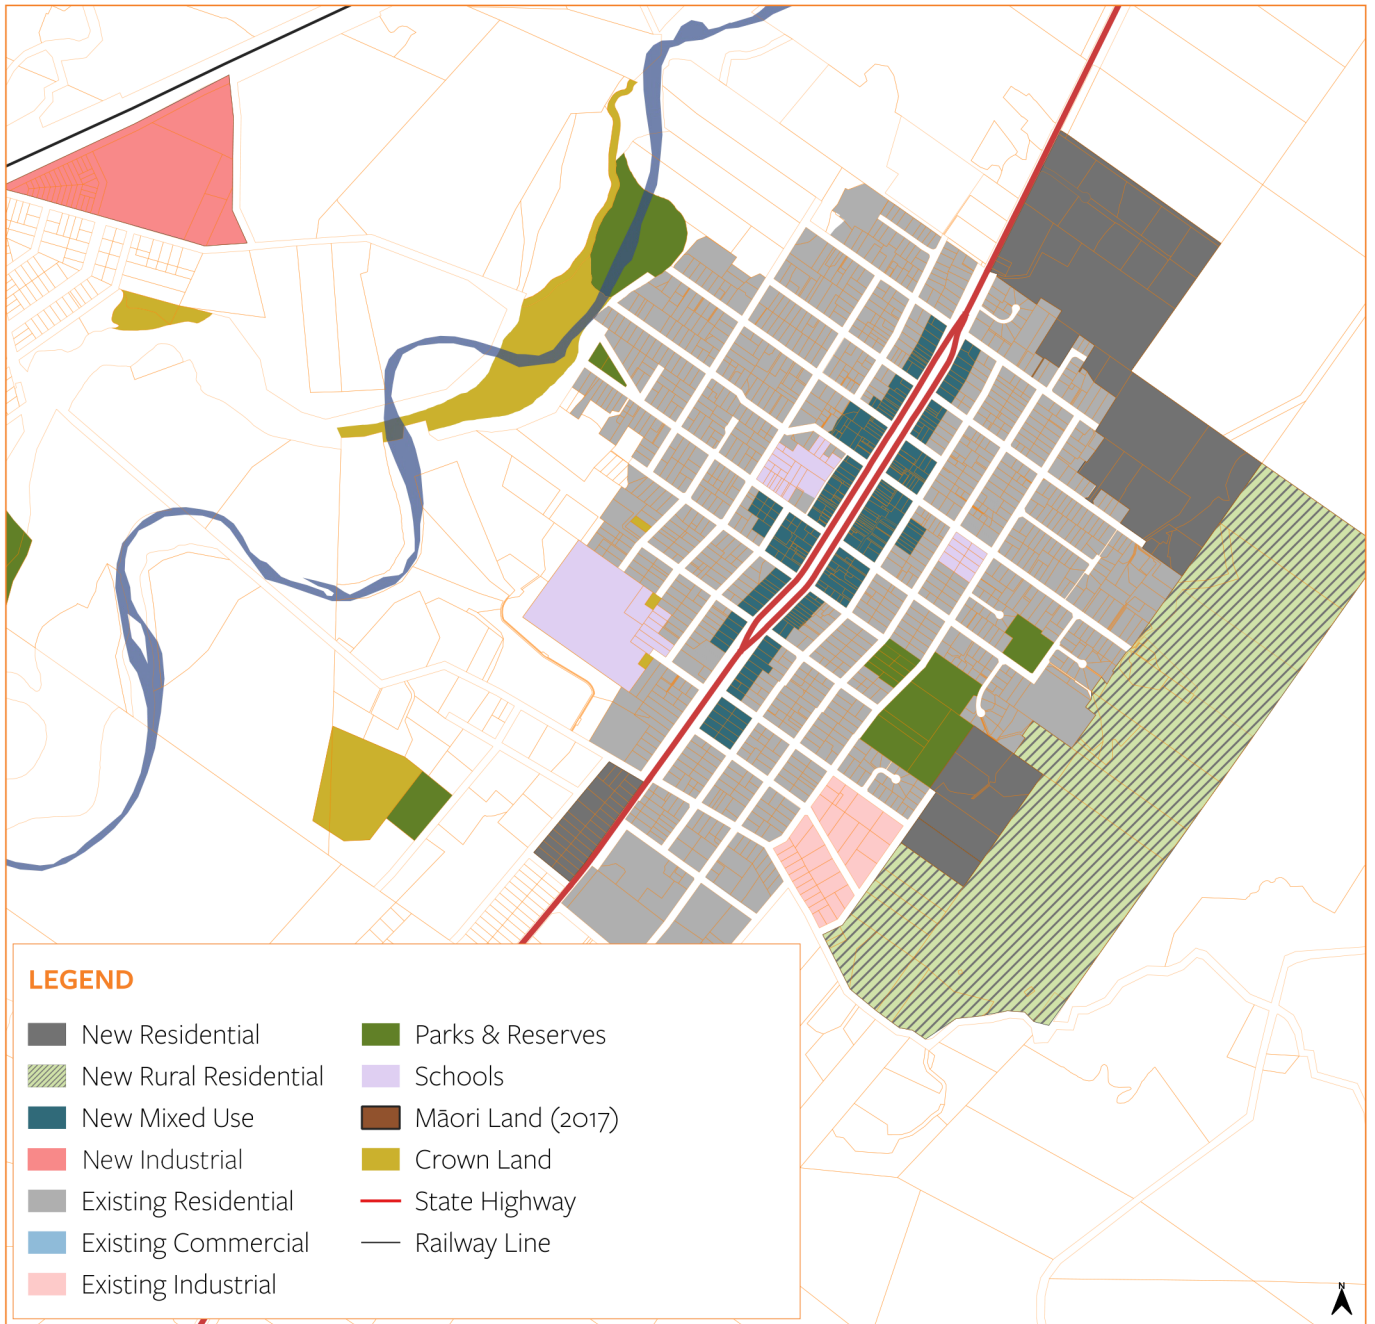 LEGEND
New Residential
New Rural Residential
New Mixed Use
New Industrial
Existing Residential
Existing Commercial
Existing Industrial
Parks & Reserves
Schools
Māori Land (2017)
Crown Land
State Highway
Railway Line
N